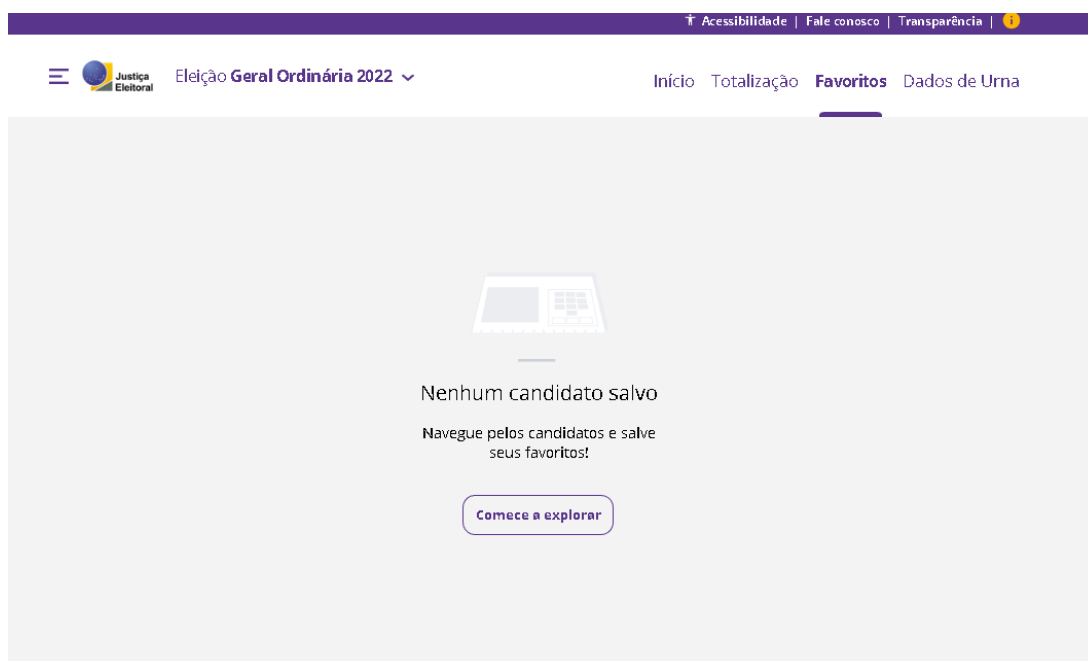 Acessibilidade | Fale conosco | Transparência | i
Justiça
Eleitoral
Eleição Geral Ordinária 2022
Início Totalização Favoritos Dados de Urna
Nenhum candidato salvo
Navegue pelos candidatos e salve
seus favoritos!
Comece a explorar